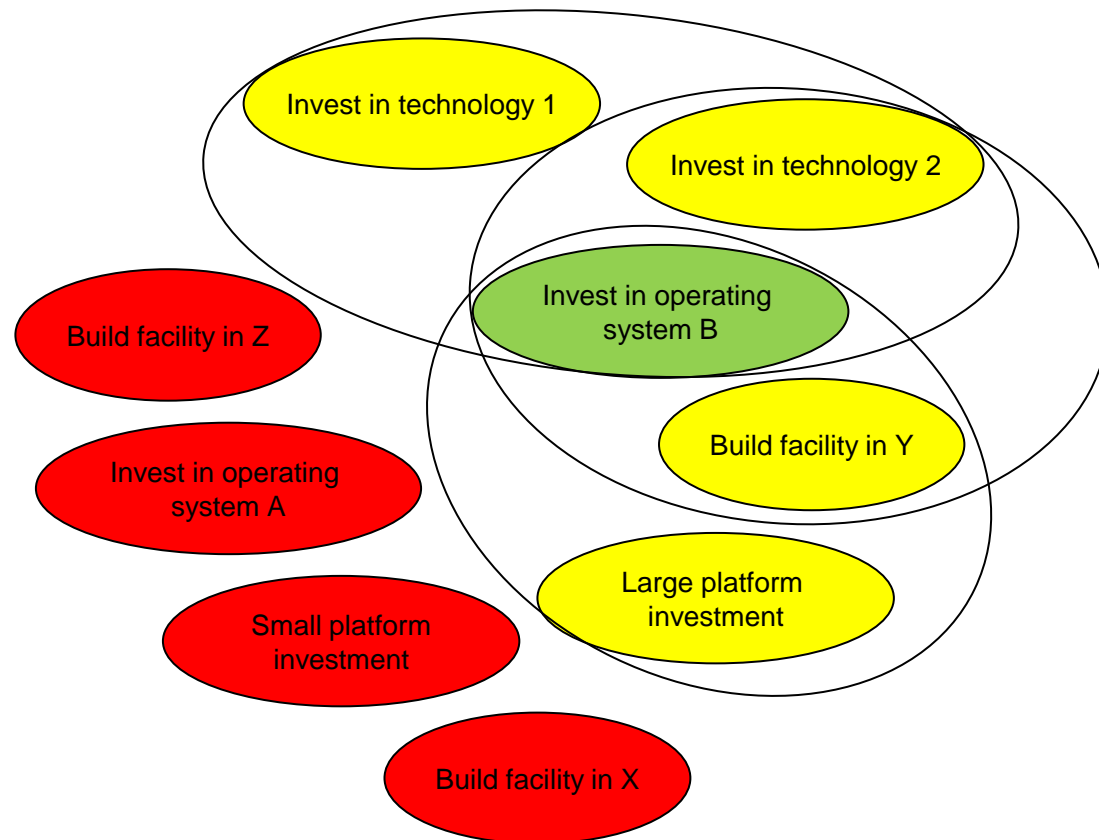 Invest in technology 1
Invest in technology 2
Invest in operating
system B
Build facility in Z
Build facility in Y
Invest in operating
system A
Large platform
investment
Small platform
investment
Build facility in X